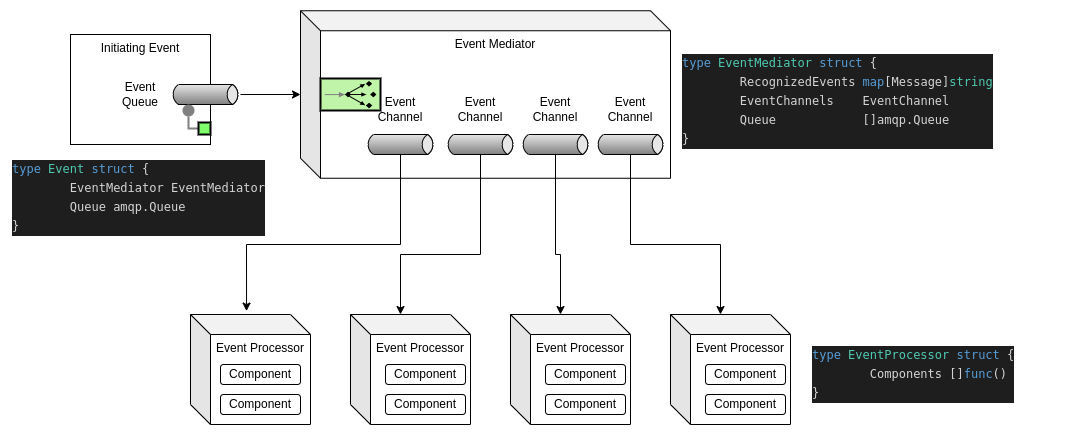 Initiating Event
Event
Queue
Event Mediator
Event
Channel
Event
Channel
Event
Channel
Event
Channel
type EventMediator struct {
        RecognizedEvents map[Message]string
        EventChannels    EventChannel
        Queue            []amqp.Queue
}
type Event struct {
        EventMediator EventMediator
        Queue amqp.Queue
}
Event Processor
Component
Component
Event Processor
Component
Component
Event Processor
Component
Component
Event Processor
Component
Component
type EventProcessor struct {
        Components []func()
}